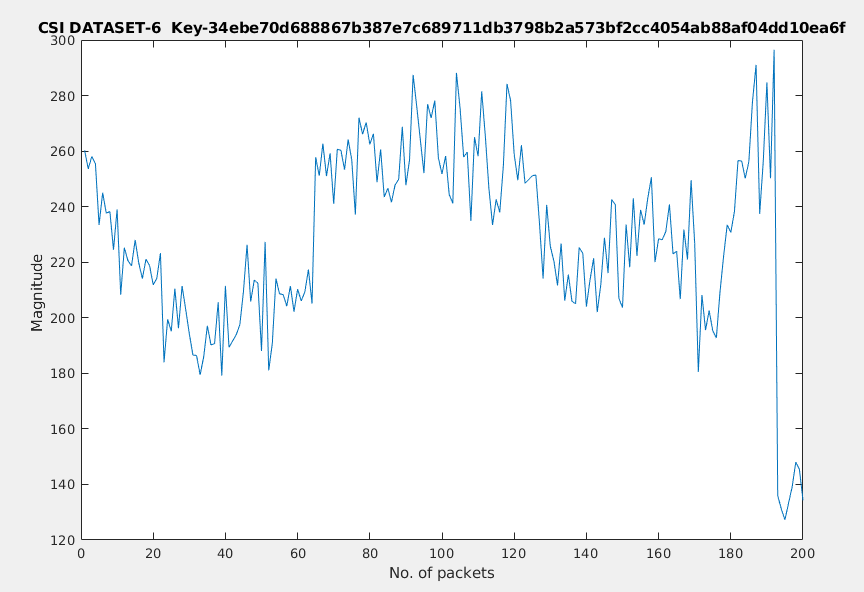 CSI DATASET-6 Key-34ebe70d688867b387e7c689711db3798b2a573bf2cc4054ab88af04dd10ea6f
300
280
260
240
220
200
180
160
140
120
Magnitude
0 20 40 60 80 100 120 140 160 180 200
No. of packets